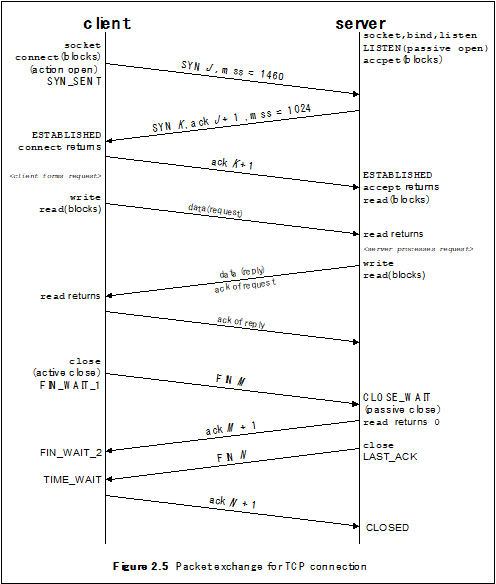 client
server
socket
connect(blocks)
(action open)
SYN_SENT
socket,bind,listen
LISTEN(passive open)
accpet(blocks)
SYN J, mss = 1460
SYN K, ack J+ 1 , mss = 1024
ESTABLISHED
connect returns
ack K+1
<client forms request>
ESTABLISHED
accept returns
read(blocks)
write
read(blocks)
data(request)
read returns
<server processes request>
write
read(blocks)
data (reply)
ack of request
read returns
ack of reply
close
(active close)
FIN_WAIT_1
FIN M
CLOSE_WAIT
(passive close)
read returns 0
ack M + 1
FIN_WAIT_2
close
LAST_ACK
FIN N
TIME_WAIT
ack N + 1
CLOSED
Figure 2.5 Packet exchange for TCP connection